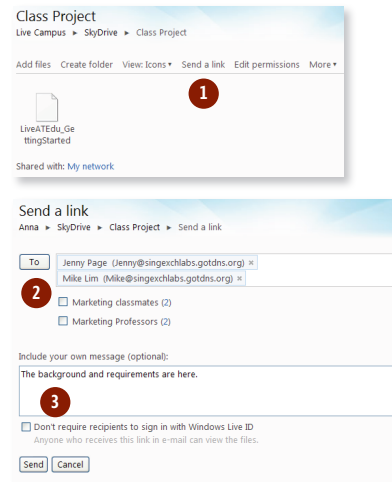 Class Project
Live Campus ▸ SkyDrive ▸ Class Project
Add files Create folder View: Icons ▾ Send a link Edit permissions More ▾
1
LiveATEdu_Ge
ttingStarted
Shared with: My network
Send a link
Anna ▸ SkyDrive ▸ Class Project ▸ Send a link
To Jenny Page (Jenny@singexchlabs.gotdns.org) ×
Mike Lim (Mike@singexchlabs.gotdns.org) ×
2
Marketing classmates (2)
Marketing Professors (2)
Include your own message (optional):
The background and requirements are here.
3
Don't require recipients to sign in with Windows Live ID
Anyone who receives this link in e-mail can view the files.
Send Cancel